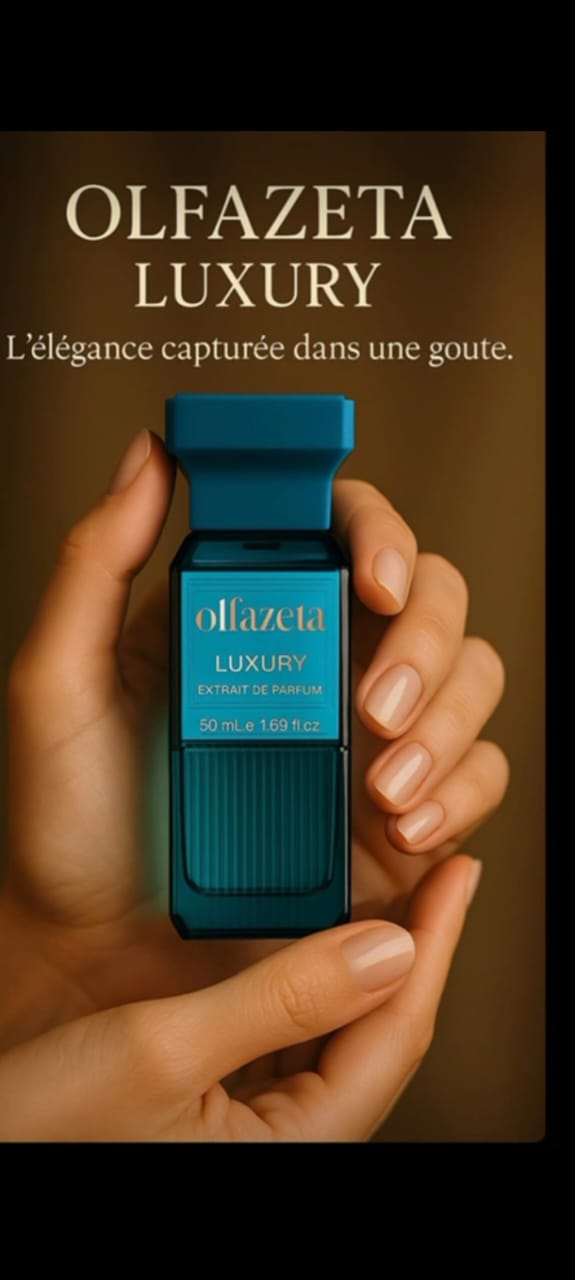 OLFAZETA
LUXURY
L’élégance capturée dans une goute.
olfazeta
LUXURY
EXTRAIT DE PARFUM
50 mL.e 1.69 fl.cz